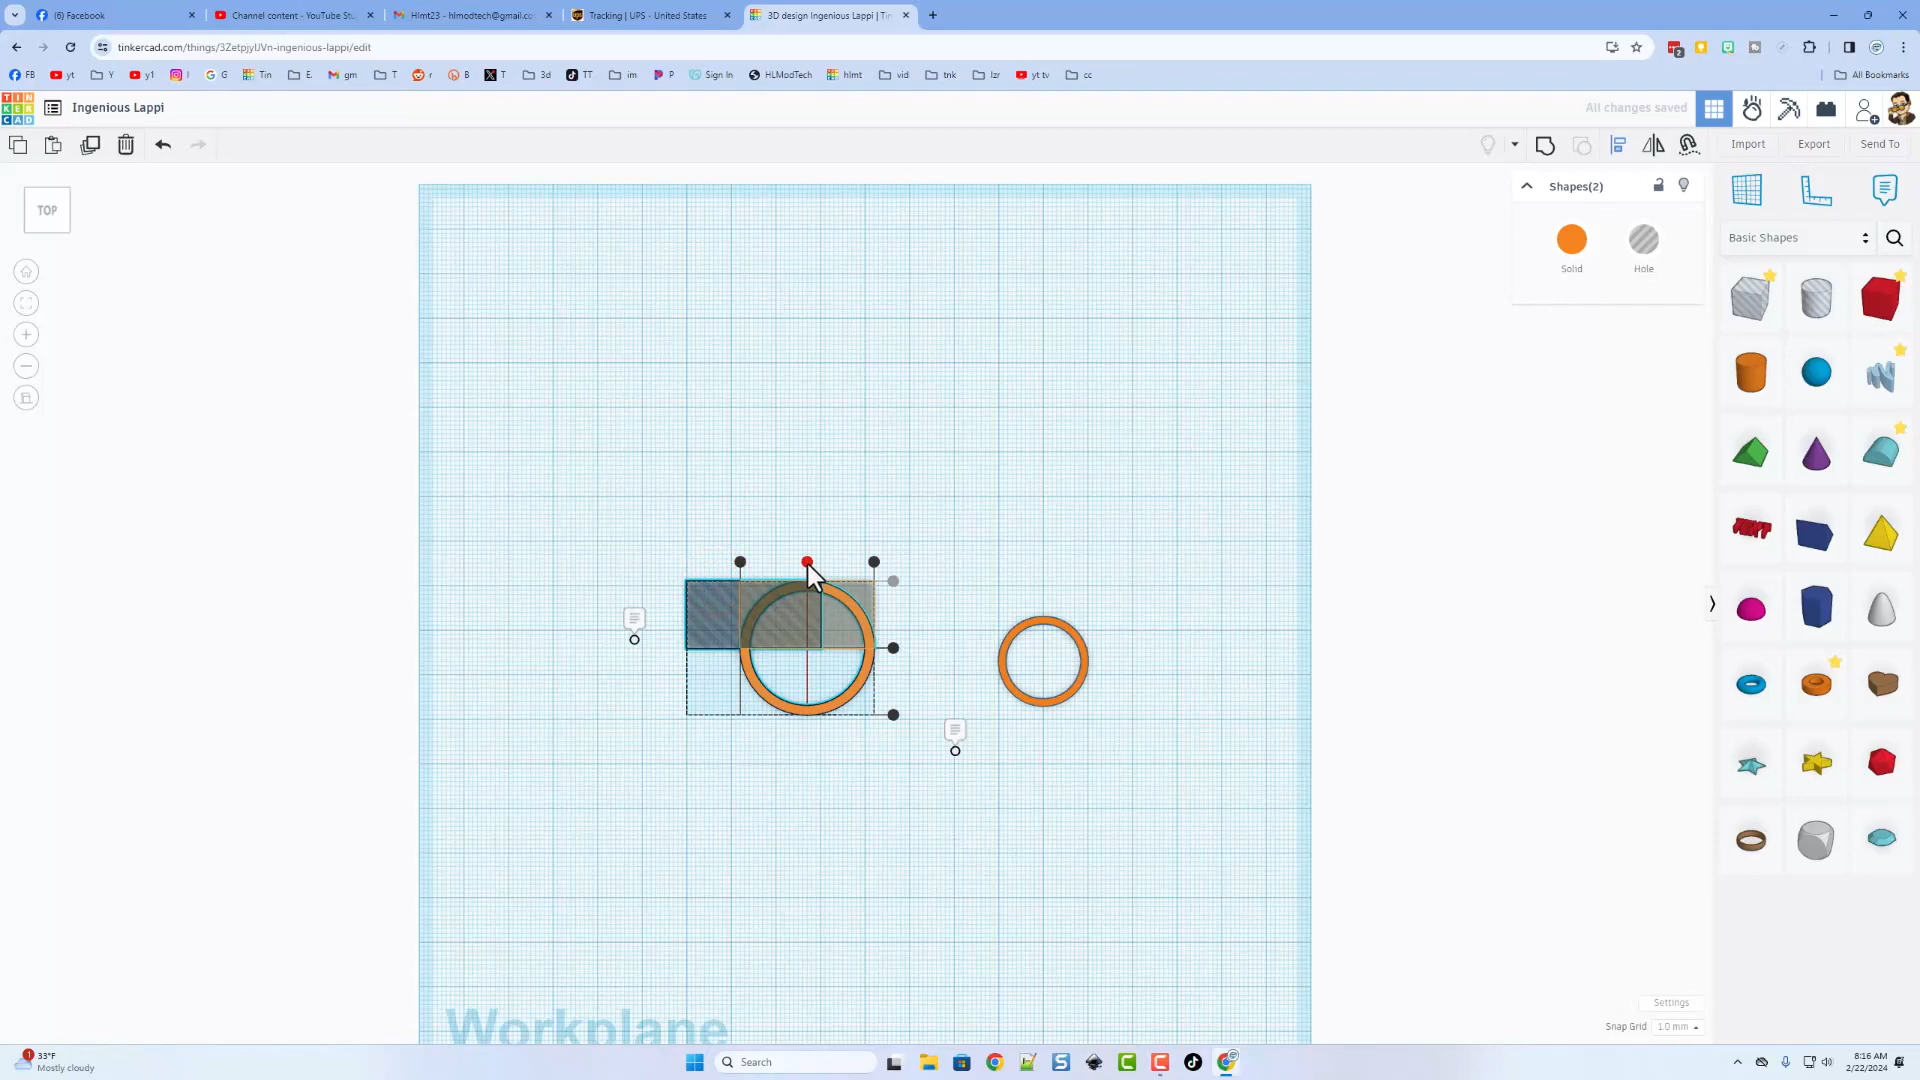 (6) Facebook
Channel content - YouTube Stu
Hlmt23 - hlmodtech@gmail.co
Tracking | UPS - United States
3D design Ingenious Lappi | Tin
tinkercad.com/things/3ZetpjyIJVn-ingenious-lappi/edit
FB
yt
Y
y1
I
G
Tin
E.
gm
T
r
B
T
3d
TT
im
P
Sign In
HLModTech
hlmt
vid
tnk
lzr
yt tv
cc
All Bookmarks
TIN
KER
CAD
Ingenious Lappi
All changes saved
Import
Export
Send To
TOP
Shapes(2)
Solid
Hole
Basic Shapes
TEXT
Workplane
Settings
Snap Grid
1.0 mm
33°F
Mostly cloudy
Search
8:16 AM
2/22/2024